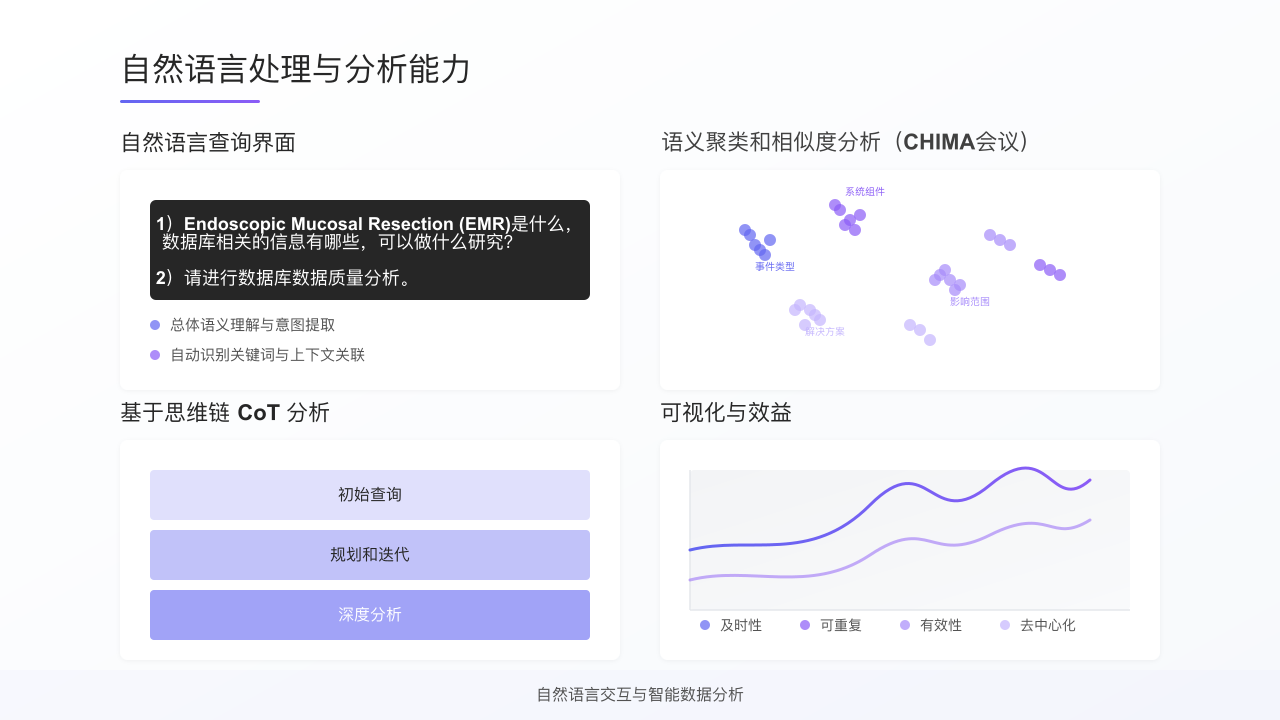 自然语言处理与分析能力
自然语言查询界面
1）Endoscopic Mucosal Resection (EMR)是什么，
数据库相关的信息有哪些，可以做什么研究?
2）请进行数据库数据质量分析。
总体语义理解与意图提取
自动识别关键词与上下文关联
语义聚类和相似度分析（CHIMA会议）
系统组件
事件类型
影响范围
解决方案
基于思维链 CoT 分析
初始查询
规划和迭代
深度分析
可视化与效益
及时性
可重复
有效性
去中心化
自然语言交互与智能数据分析